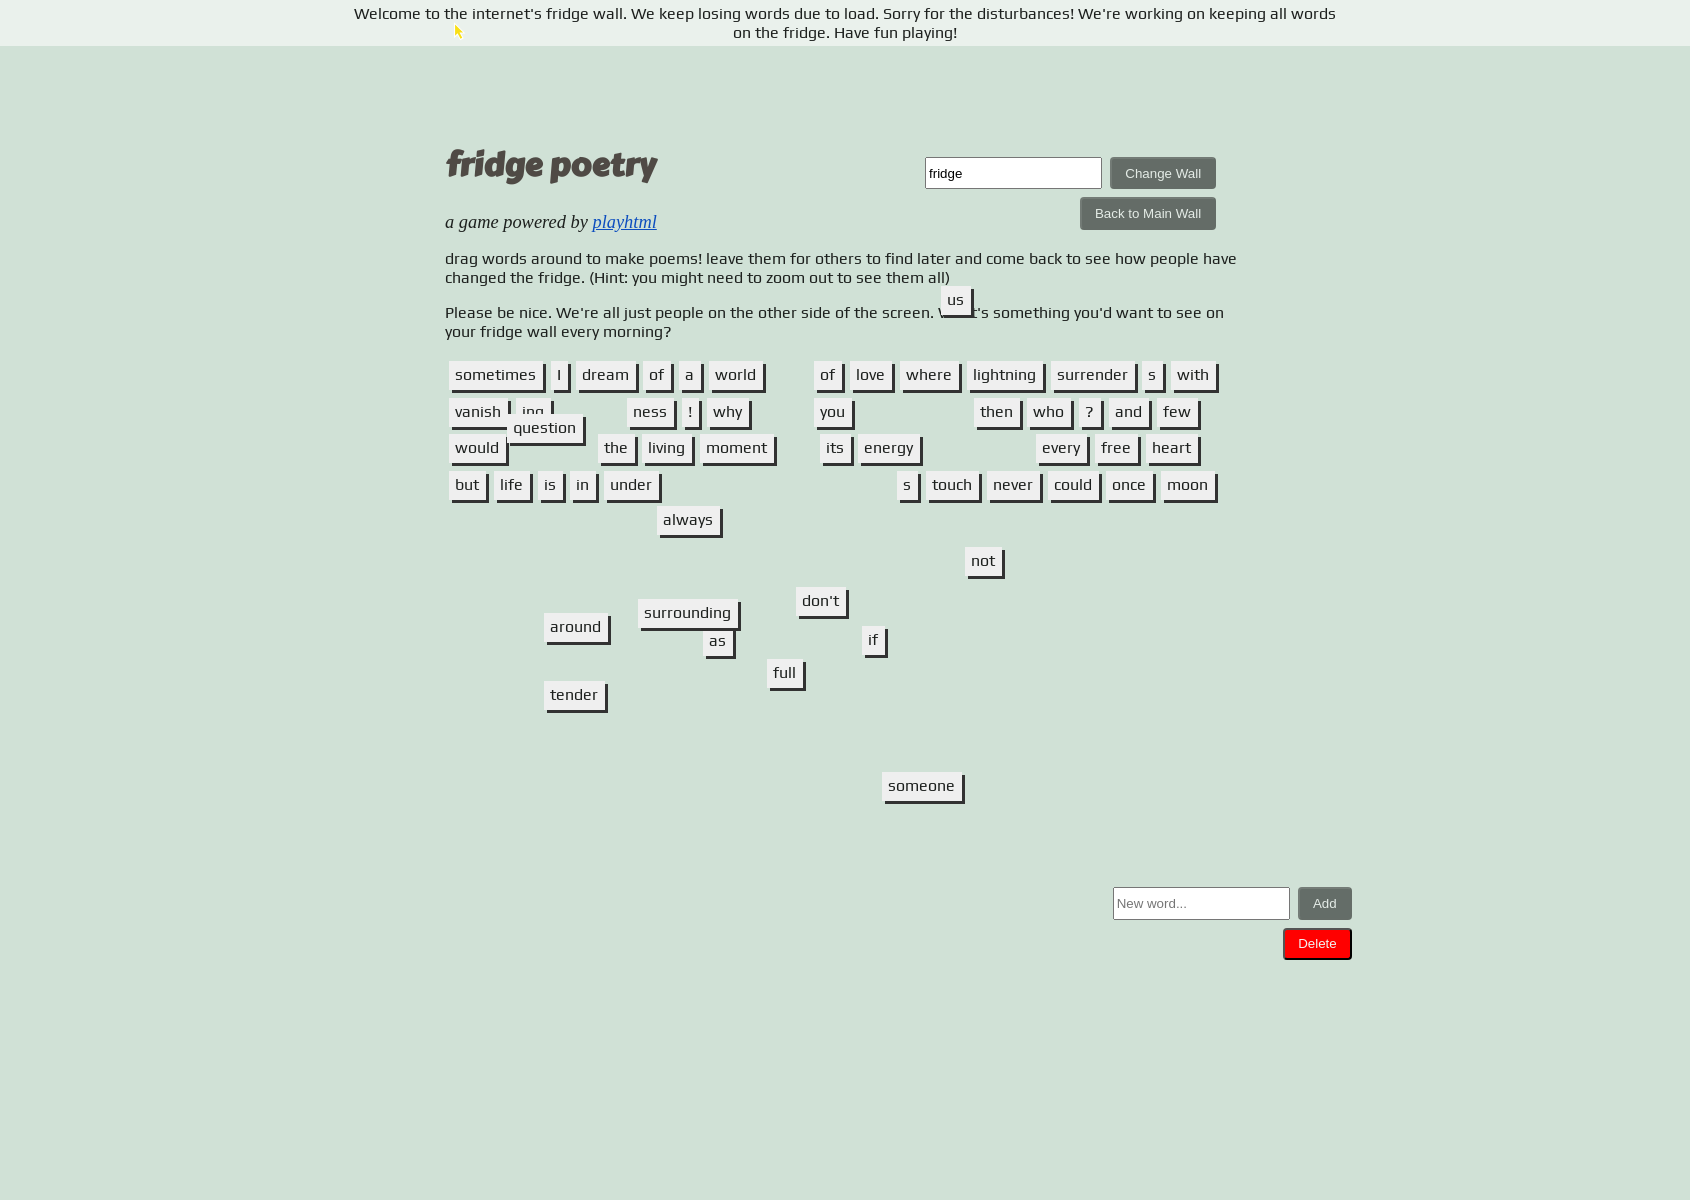 Welcome to the internet's fridge wall. We keep losing words due to load. Sorry for the disturbances! We're working on keeping all words
on the fridge. Have fun playing!
fridge poetry
fridge
Change Wall
Back to Main Wall
a game powered by playhtml
drag words around to make poems! leave them for others to find later and come back to see how people have
changed the fridge. (Hint: you might need to zoom out to see them all)
us
Please be nice. We're all just people on the other side of the screen. 's something you'd want to see on
your fridge wall every morning?
sometimes I dream of a world of love where lightning surrender s with
vanish ing ness ! why you then who ? and few
question
would the living moment its energy every free heart
but life is in under s touch never could once moon
always
not
don't
surrounding
around
as
if
full
tender
someone
New word...
Add
Delete